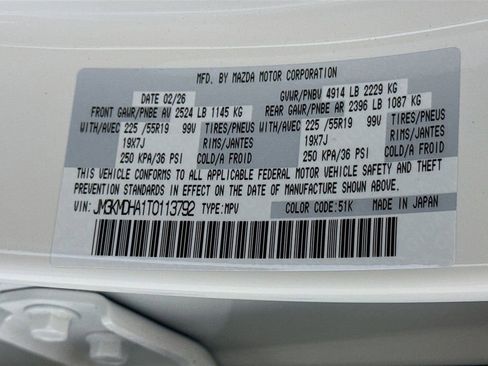 MFD. BY MAZDA MOTOR CORPORATION
DATE 02/26 GVWR/PNBV 4914 LB 2229 KG
FRONT GAWR/PNBE AV 2524 LB 1145 KG REAR GAWR/PNBE AR 2396 LB 1087 KG
WITH/AVEC 225 /55R19 99V TIRES/PNEUS WITH/AVEC 225 /55R19 99V TIRES/PNEUS
19X7J RIMS/JANTES 19X7J RIMS/JANTES
250 KPA/36 PSI COLD/A FROID 250 KPA/36 PSI COLD/A FROID
THIS VEHICLE CONFORMS TO ALL APPLICABLE FEDERAL MOTOR VEHICLE SAFETY AND THEFT
PREVENTION STANDARDS IN EFFECT ON THE DATE OF MANUFACTURE SHOWN ABOVE.
VIN: JM3KMDHA1T0113792 TYPE: MPV COLOR CODE: 51K MADE IN JAPAN